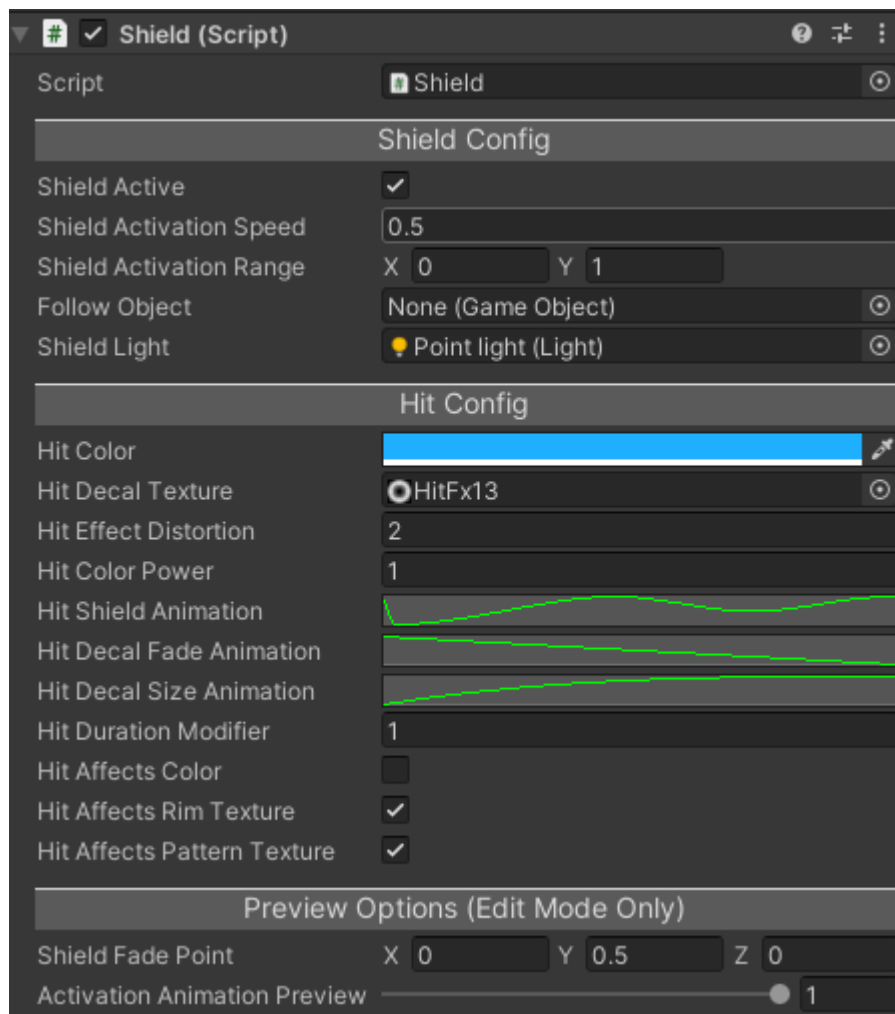 # Shield (Script)
Script # Shield
Shield Config
Shield Active
Shield Activation Speed 0.5
Shield Activation Range X 0 Y 1
Follow Object None (Game Object)
Shield Light Point light (Light)
Hit Config
Hit Color
Hit Decal Texture HitFx13
Hit Effect Distortion 2
Hit Color Power 1
Hit Shield Animation
Hit Decal Fade Animation
Hit Decal Size Animation
Hit Duration Modifier 1
Hit Affects Color
Hit Affects Rim Texture
Hit Affects Pattern Texture
Preview Options (Edit Mode Only)
Shield Fade Point X 0 Y 0.5 Z 0
Activation Animation Preview 1